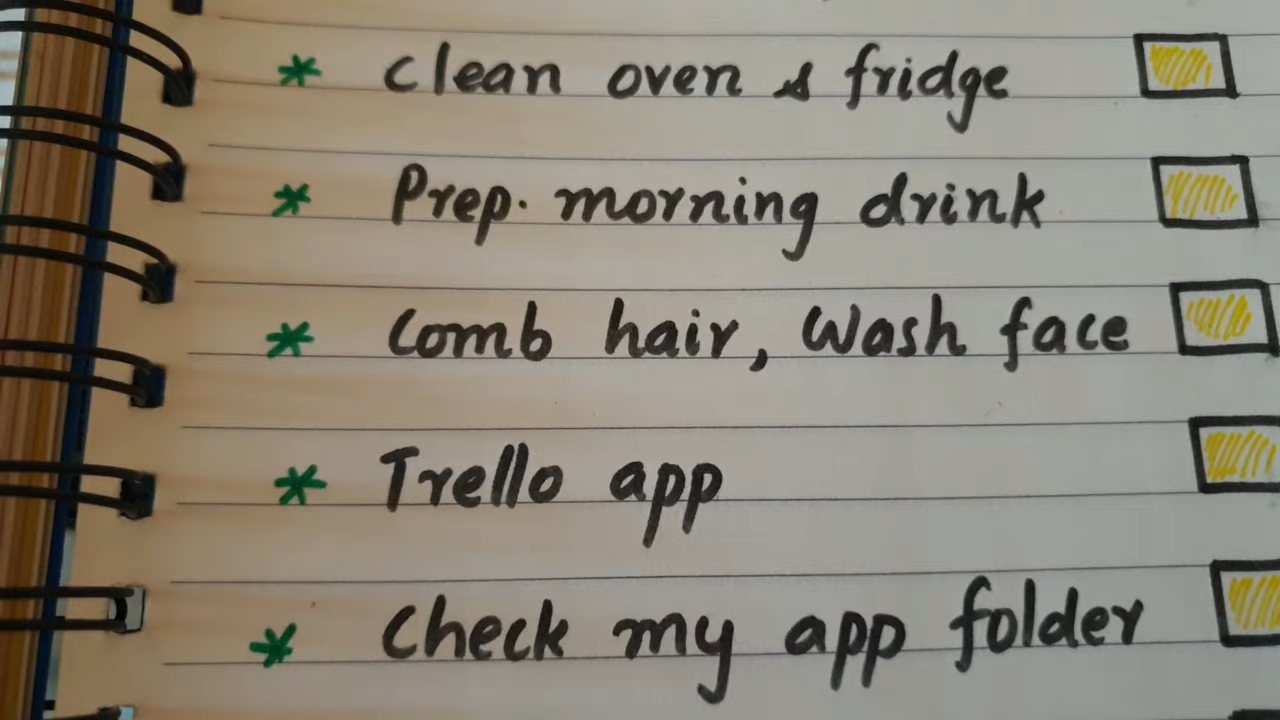 * Clean oven & fridge
* Prep. morning drink
* Comb hair, Wash face
* Trello app
* Check my app folder